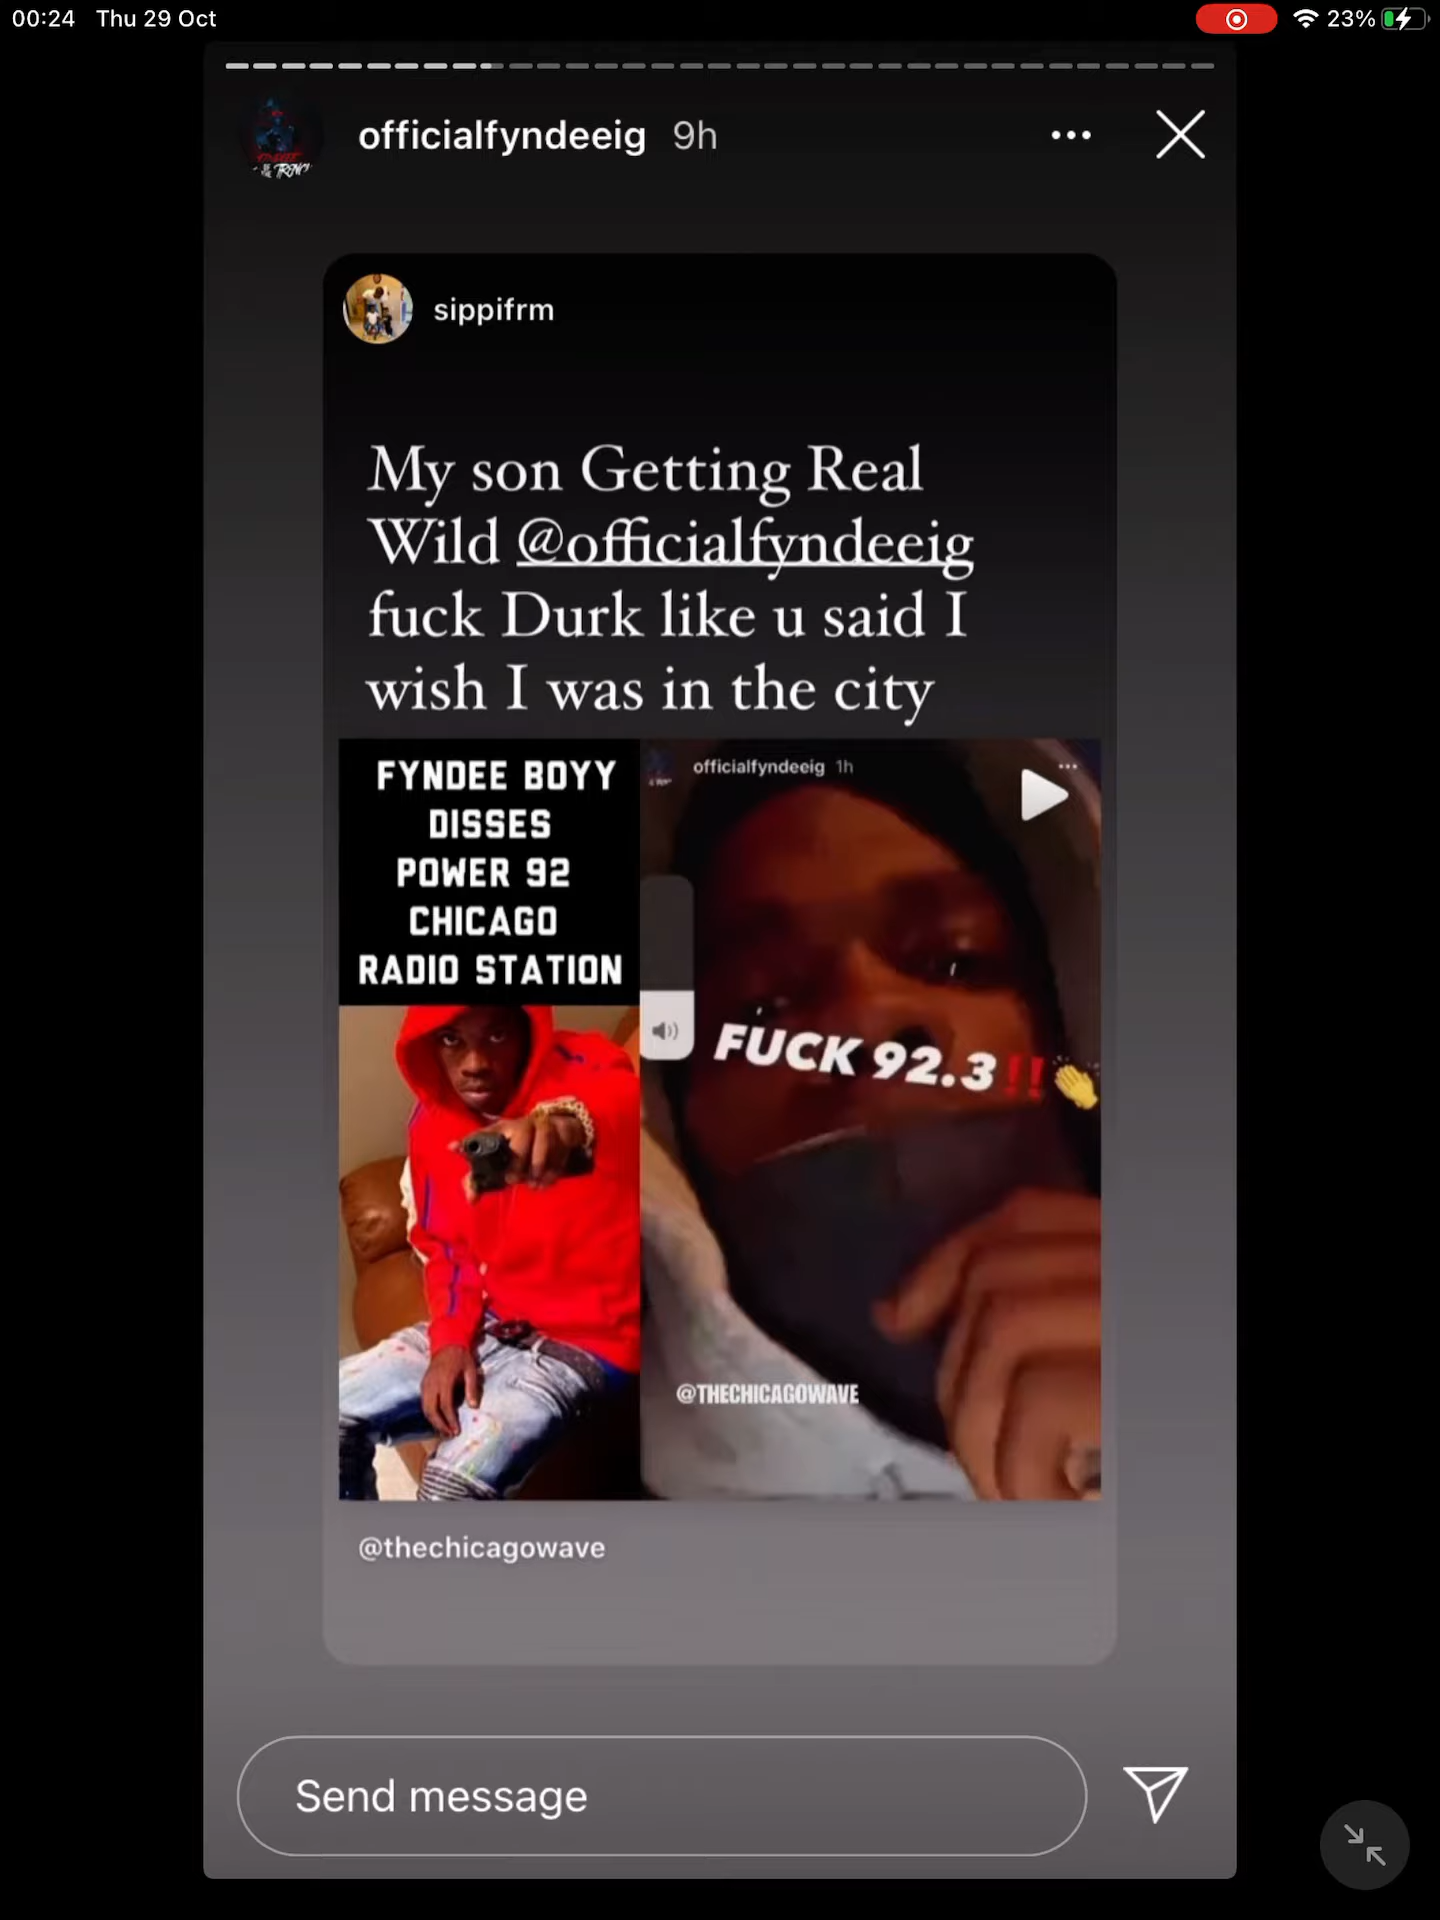 00:24 Thu 29 Oct
23%
officialfyndeeig 9h
sippifrm
My son Getting Real
Wild @officialfyndeeig
fuck Durk like u said I
wish I was in the city
FYNDEE BOYY
DISSES
POWER 92
CHICAGO
RADIO STATION
officialfyndeeig 1h
FUCK 92.3‼️👏
@THECHICAGOWAVE
@thechicagowave
Send message